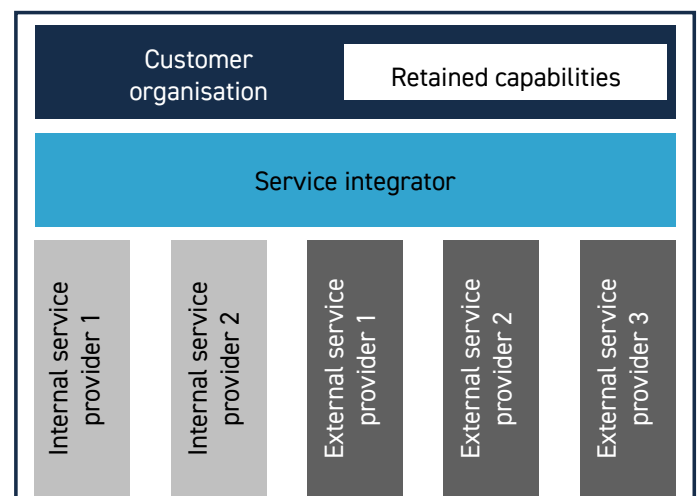 Customer
organisation
Retained capabilities
Service integrator
Internal service
provider 1
Internal service
provider 2
External service
provider 1
External service
provider 2
External service
provider 3